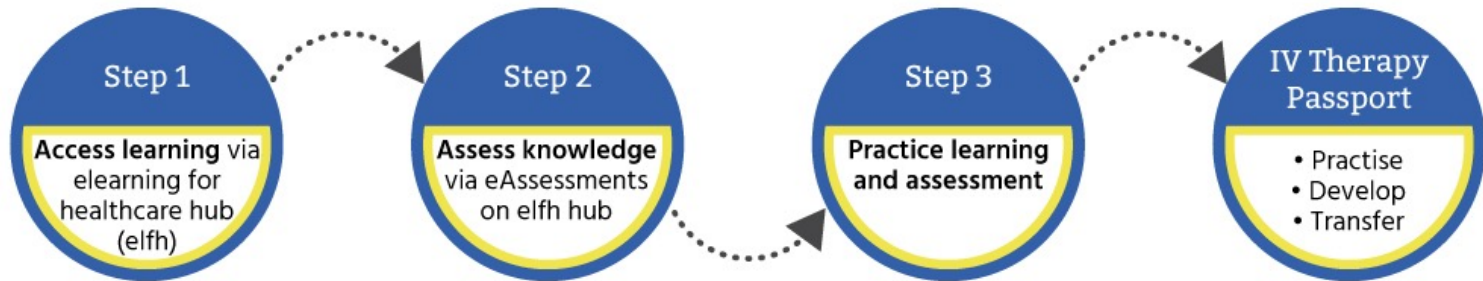 Step 1
Access learning via
elearning for
healthcare hub
(elfh)
Step 2
Assess knowledge
via eAssessments
on elfh hub
Step 3
Practice learning
and assessment
IV Therapy
Passport
• Practise
• Develop
• Transfer